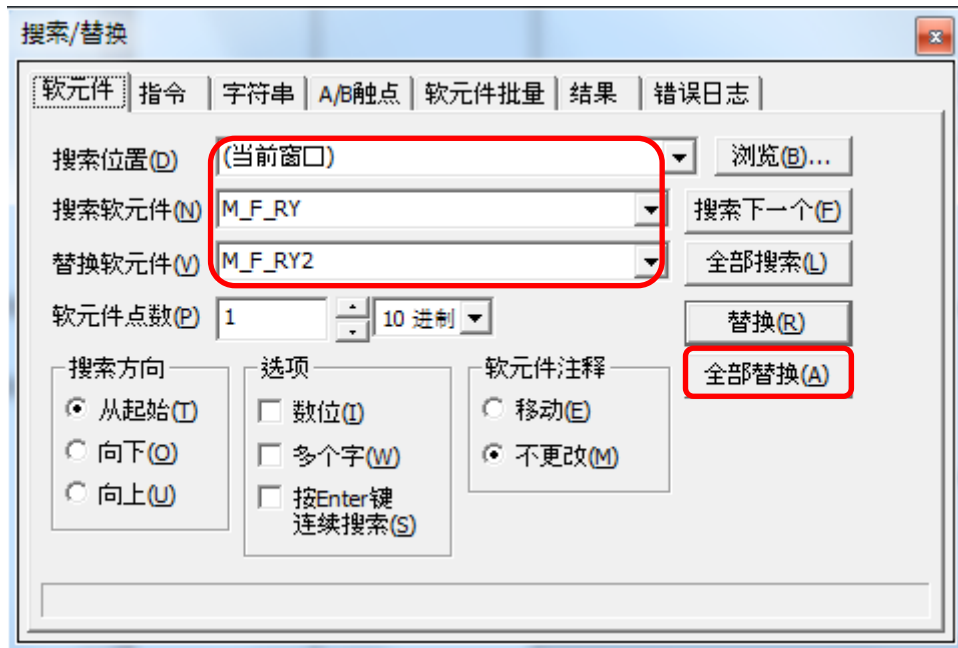 搜索/替换
软元件 指令 字符串 A/B触点 软元件批量 结果 错误日志
搜索位置(D) (当前窗口) 浏览(B)...
搜索软元件(N) M_F_RY 搜索下一个(F)
替换软元件(V) M_F_RY2 全部搜索(L)
软元件点数(P) 1 10 进制 替换(R)
全部替换(A)
搜索方向 选项 软元件注释
从起始(T) 数位(I) 移动(E)
向下(O) 多个字(W) 不更改(M)
向上(U) 按Enter键
连续搜索(S)